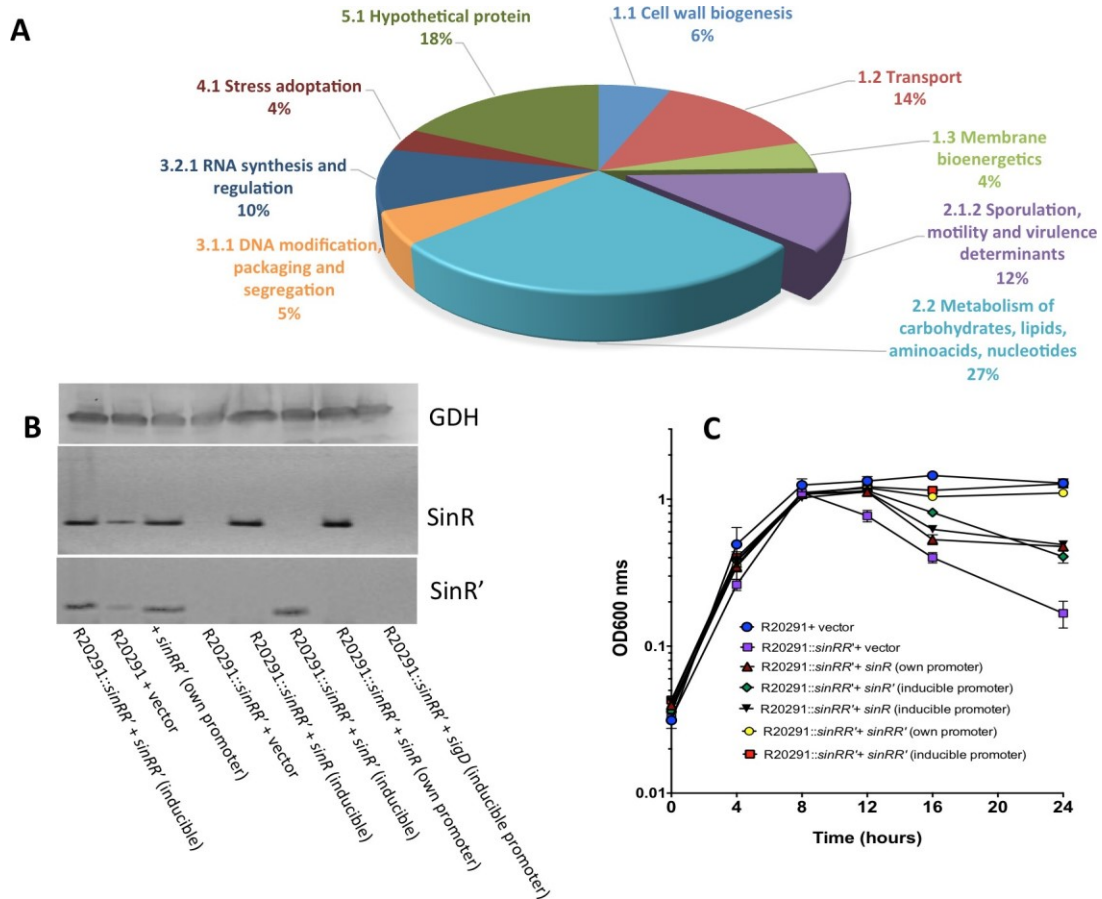 A
5.1 Hypothetical protein
18%
1.1 Cell wall biogenesis
6%
4.1 Stress adoption
4%
1.2 Transport
14%
3.2.1 RNA synthesis and
regulation
10%
1.3 Membrane
bioenergetics
4%
3.1.1 DNA modification,
packaging and
segregation
5%
2.1.2 Sporulation,
motility and virulence
determinants
12%
2.2 Metabolism of
carbohydrates, lipids,
aminoacids, nucleotides
27%
B
GDH
SinR
SinR’
R20291::sinRR’ + sinRR’ (inducible)
R20291 + vector
+ sinRR’ (own promoter)
R20291::sinRR’ + vector
R20291::sinRR’ + sinR (inducible)
R20291::sinRR’ + sinR’ (inducible)
R20291::sinRR’ + sinR (own promoter)
R20291::sinRR’ + sigD (inducible promoter)
C
OD600 nms
1
0.1
0.01
R20291+ vector
R20291::sinRR'+ vector
R20291::sinRR'+ sinR (own promoter)
R20291::sinRR'+ sinR' (inducible promoter)
R20291::sinRR'+ sinR (inducible promoter)
R20291::sinRR'+ sinRR' (own promoter)
R20291::sinRR'+ sinRR' (inducible promoter)
0 4 8 12 16 20 24
Time (hours)